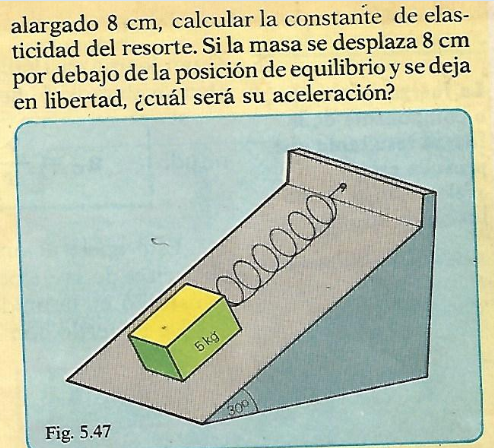 alargado 8 cm, calcular la constante de elas-
ticidad del resorte. Si la masa se desplaza 8 cm
por debajo de la posición de equilibrio y se deja
en libertad, ¿cuál será su aceleración?
5 kg
30º
Fig. 5.47